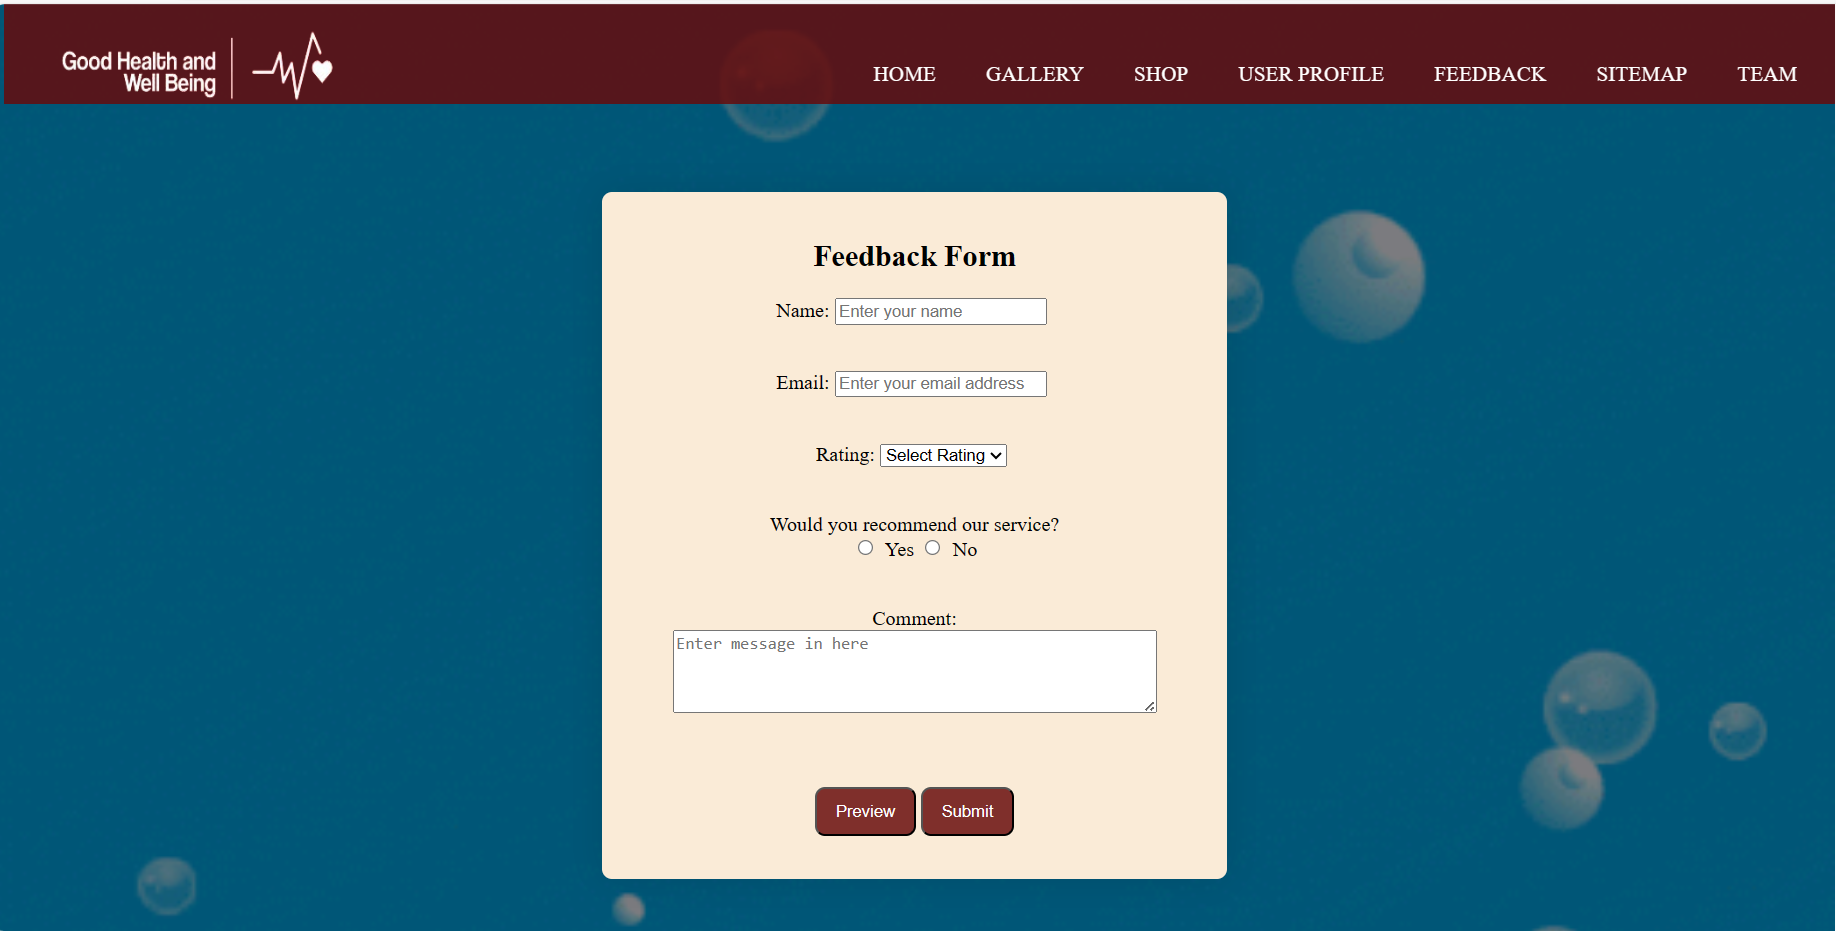 Good Health and
Well Being
HOME GALLERY SHOP USER PROFILE FEEDBACK SITEMAP TEAM
Feedback Form
Name: Enter your name
Email: Enter your email address
Rating: Select Rating
Would you recommend our service?
Yes No
Comment:
Enter message in here
Preview Submit